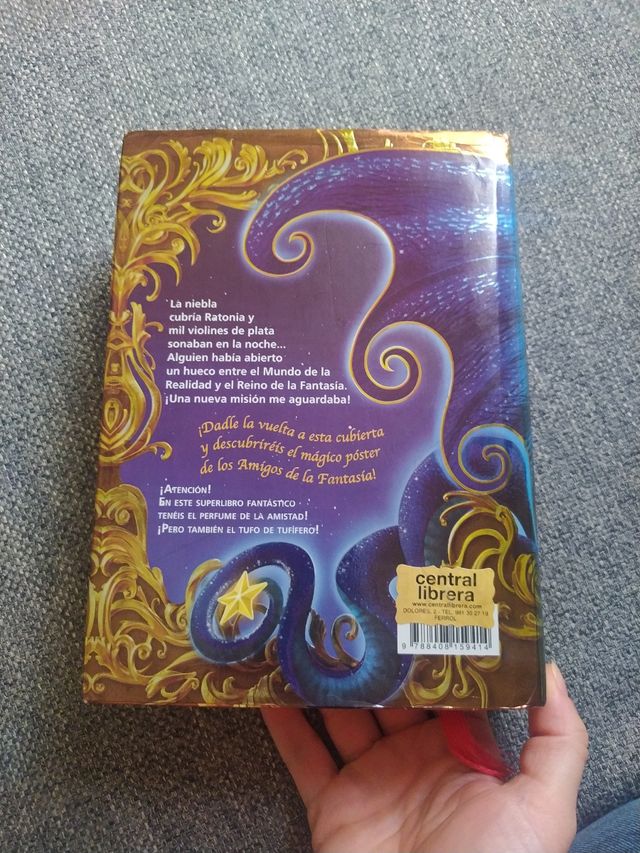 La niebla
cubría Ratonia y
mil violines de plata
sonaban en la noche...
Alguien había abierto
un hueco entre el Mundo de la
Realidad y el Reino de la Fantasía.
¡Una nueva misión me aguardaba!
¡Dadle la vuelta a esta cubierta
y descubriréis el mágico póster
de los Amigos de la Fantasía!
¡ATENCIÓN!
EN ESTE SUPERLIBRO FANTÁSTICO
TENÉIS EL PERFUME DE LA AMISTAD!
¡PERO TAMBIÉN EL TUFO DE TUFÍFERO!
central
librera
www.centrallibrera.com
DOLORES, 2 - TEL. 981 35 27 19
FERROL
9 788408 159414